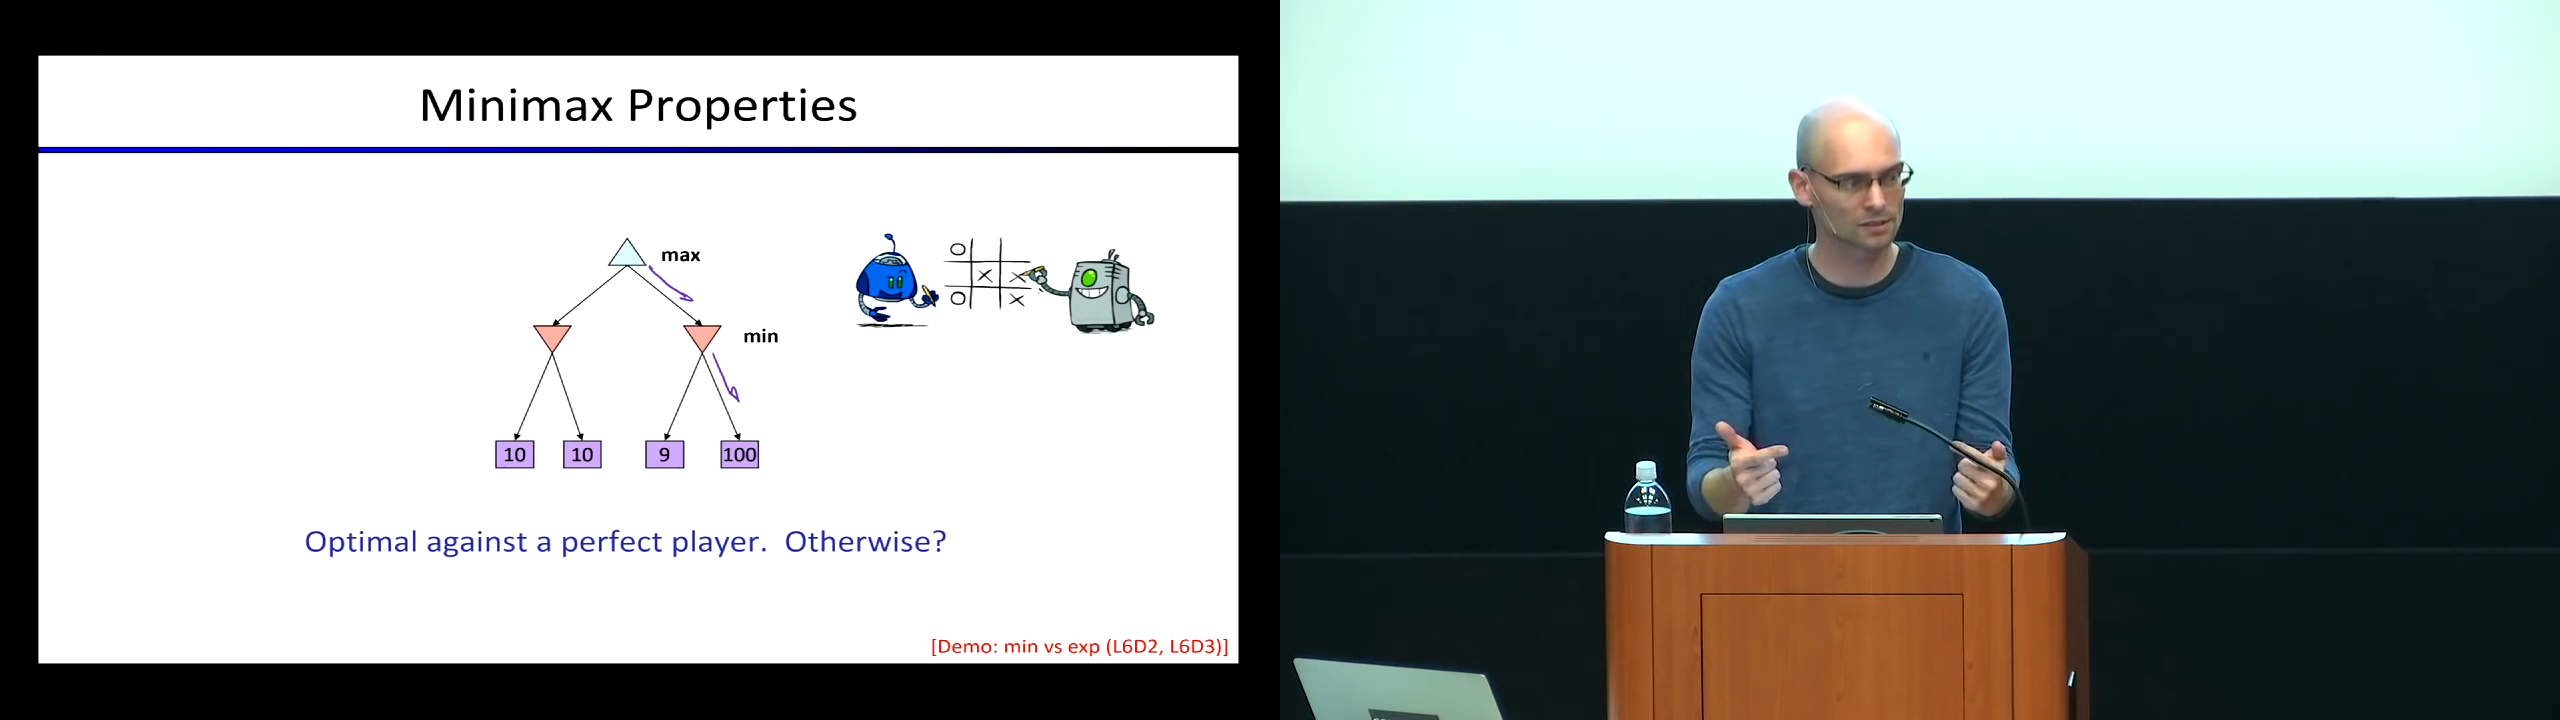 Minimax Properties
max
min
10 10 9 100
O
X X
O X
Optimal against a perfect player. Otherwise?
[Demo: min vs exp (L6D2, L6D3)]